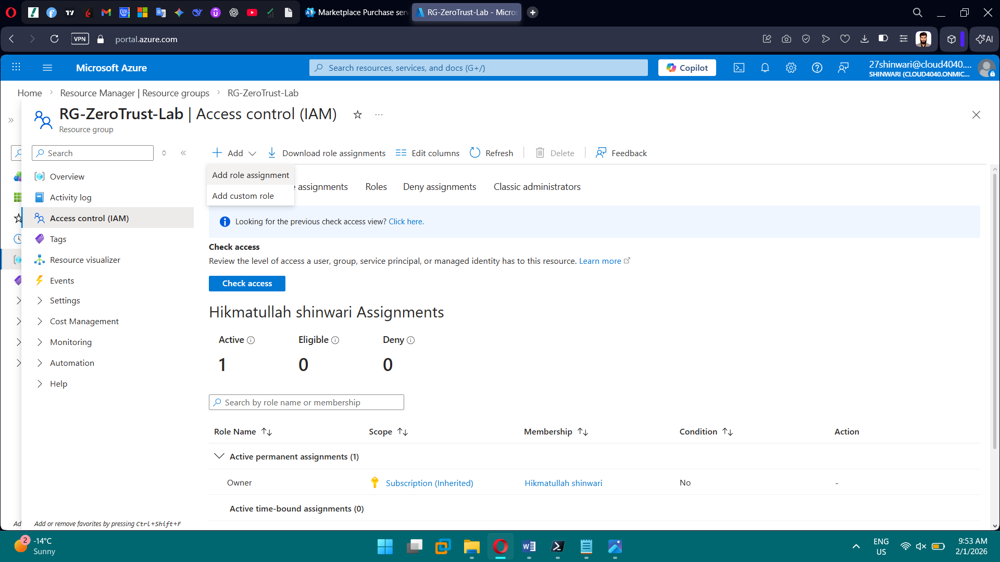 Marketplace Purchase serv
RG-ZeroTrust-Lab - Micros
VPN
portal.azure.com
AI
Microsoft Azure
Search resources, services, and docs (G+/)
Copilot
27shinwari@cloud4040....
SHINWARI (CLOUD4040.ONMIC...
Home
Resource Manager | Resource groups
RG-ZeroTrust-Lab
RG-ZeroTrust-Lab | Access control (IAM)
...
Resource group
Search
Add
Download role assignments
Edit columns
Refresh
Delete
Feedback
Add role assignment
Add custom role
assignments
Roles
Deny assignments
Classic administrators
Overview
Activity log
Access control (IAM)
Tags
Resource visualizer
Events
Settings
Cost Management
Monitoring
Automation
Help
Looking for the previous check access view? Click here.
Check access
Review the level of access a user, group, service principal, or managed identity has to this resource. Learn more
Check access
Hikmatullah shinwari Assignments
Active
Eligible
Deny
1
0
0
Search by role name or membership
Role Name
Scope
Membership
Condition
Action
Active permanent assignments (1)
Owner
Subscription (Inherited)
Hikmatullah shinwari
No
-
Active time-bound assignments (0)
Ad
Add or remove favorites by pressing Ctrl+Shift+F
2
-14°C
Sunny
ENG
US
9:53 AM
2/1/2026